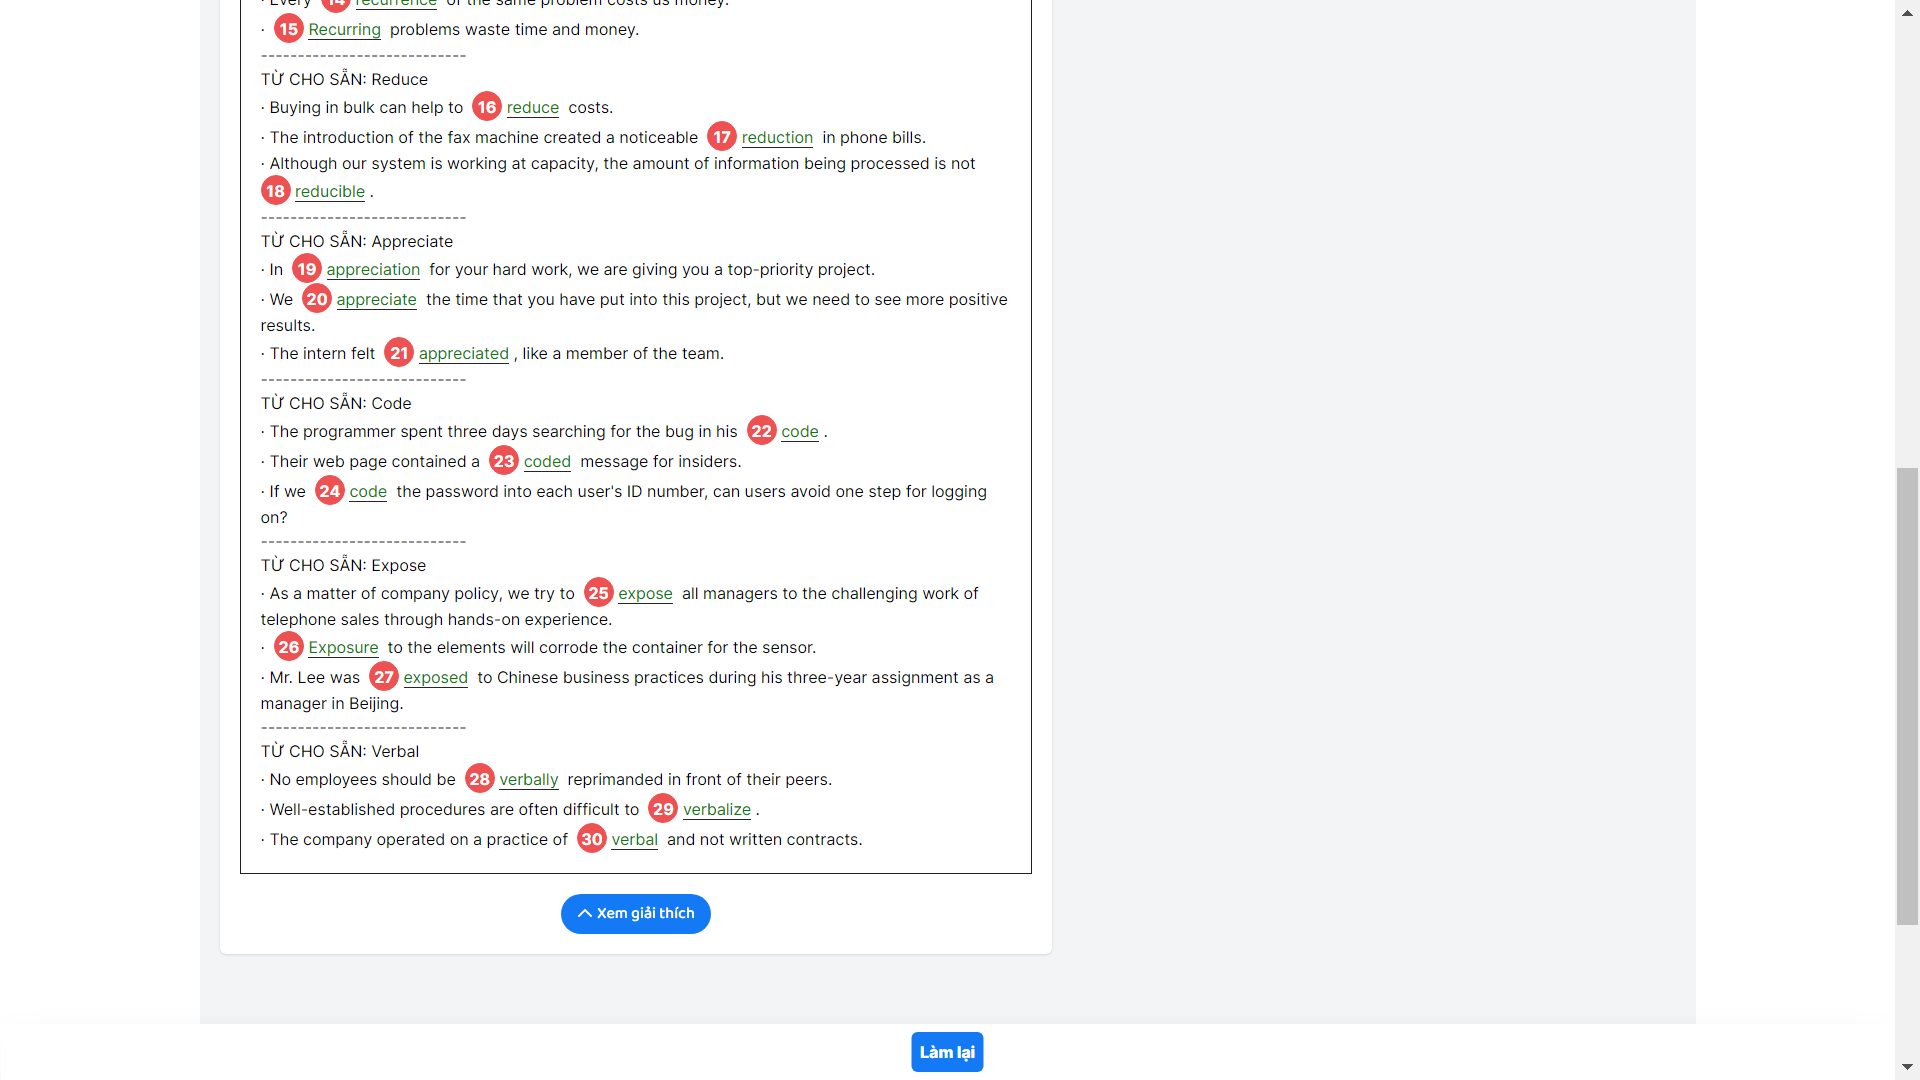 · Every 14 recurrence of the same problem costs us money.
· 15 Recurring problems waste time and money.
----------------------------
TỪ CHO SẴN: Reduce
· Buying in bulk can help to 16 reduce costs.
· The introduction of the fax machine created a noticeable 17 reduction in phone bills.
· Although our system is working at capacity, the amount of information being processed is not
18 reducible .
----------------------------
TỪ CHO SẴN: Appreciate
· In 19 appreciation for your hard work, we are giving you a top-priority project.
· We 20 appreciate the time that you have put into this project, but we need to see more positive
results.
· The intern felt 21 appreciated , like a member of the team.
----------------------------
TỪ CHO SẴN: Code
· The programmer spent three days searching for the bug in his 22 code .
· Their web page contained a 23 coded message for insiders.
· If we 24 code the password into each user's ID number, can users avoid one step for logging
on?
----------------------------
TỪ CHO SẴN: Expose
· As a matter of company policy, we try to 25 expose all managers to the challenging work of
telephone sales through hands-on experience.
· 26 Exposure to the elements will corrode the container for the sensor.
· Mr. Lee was 27 exposed to Chinese business practices during his three-year assignment as a
manager in Beijing.
----------------------------
TỪ CHO SẴN: Verbal
· No employees should be 28 verbally reprimanded in front of their peers.
· Well-established procedures are often difficult to 29 verbalize .
· The company operated on a practice of 30 verbal and not written contracts.
Xem giải thích
Làm lại